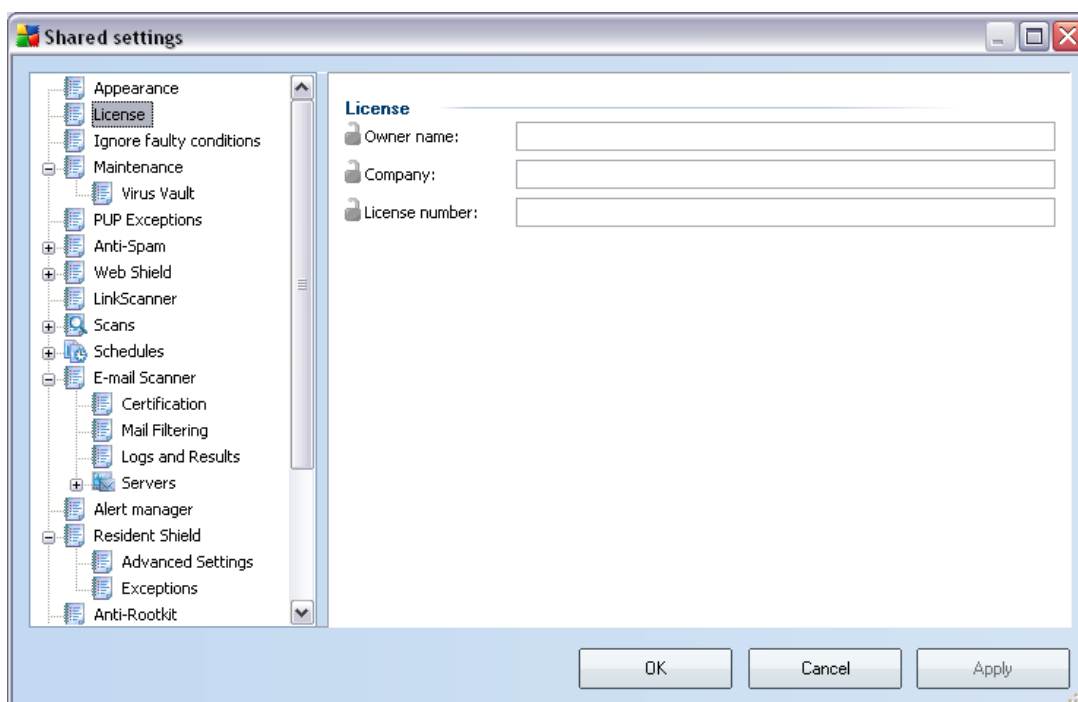 Shared settings
Appearance
License
Ignore faulty conditions
Maintenance
Virus Vault
PUP Exceptions
Anti-Spam
Web Shield
LinkScanner
Scans
Schedules
E-mail Scanner
Certification
Mail Filtering
Logs and Results
Servers
Alert manager
Resident Shield
Advanced Settings
Exceptions
Anti-Rootkit
License
Owner name:
Company:
License number:
OK
Cancel
Apply